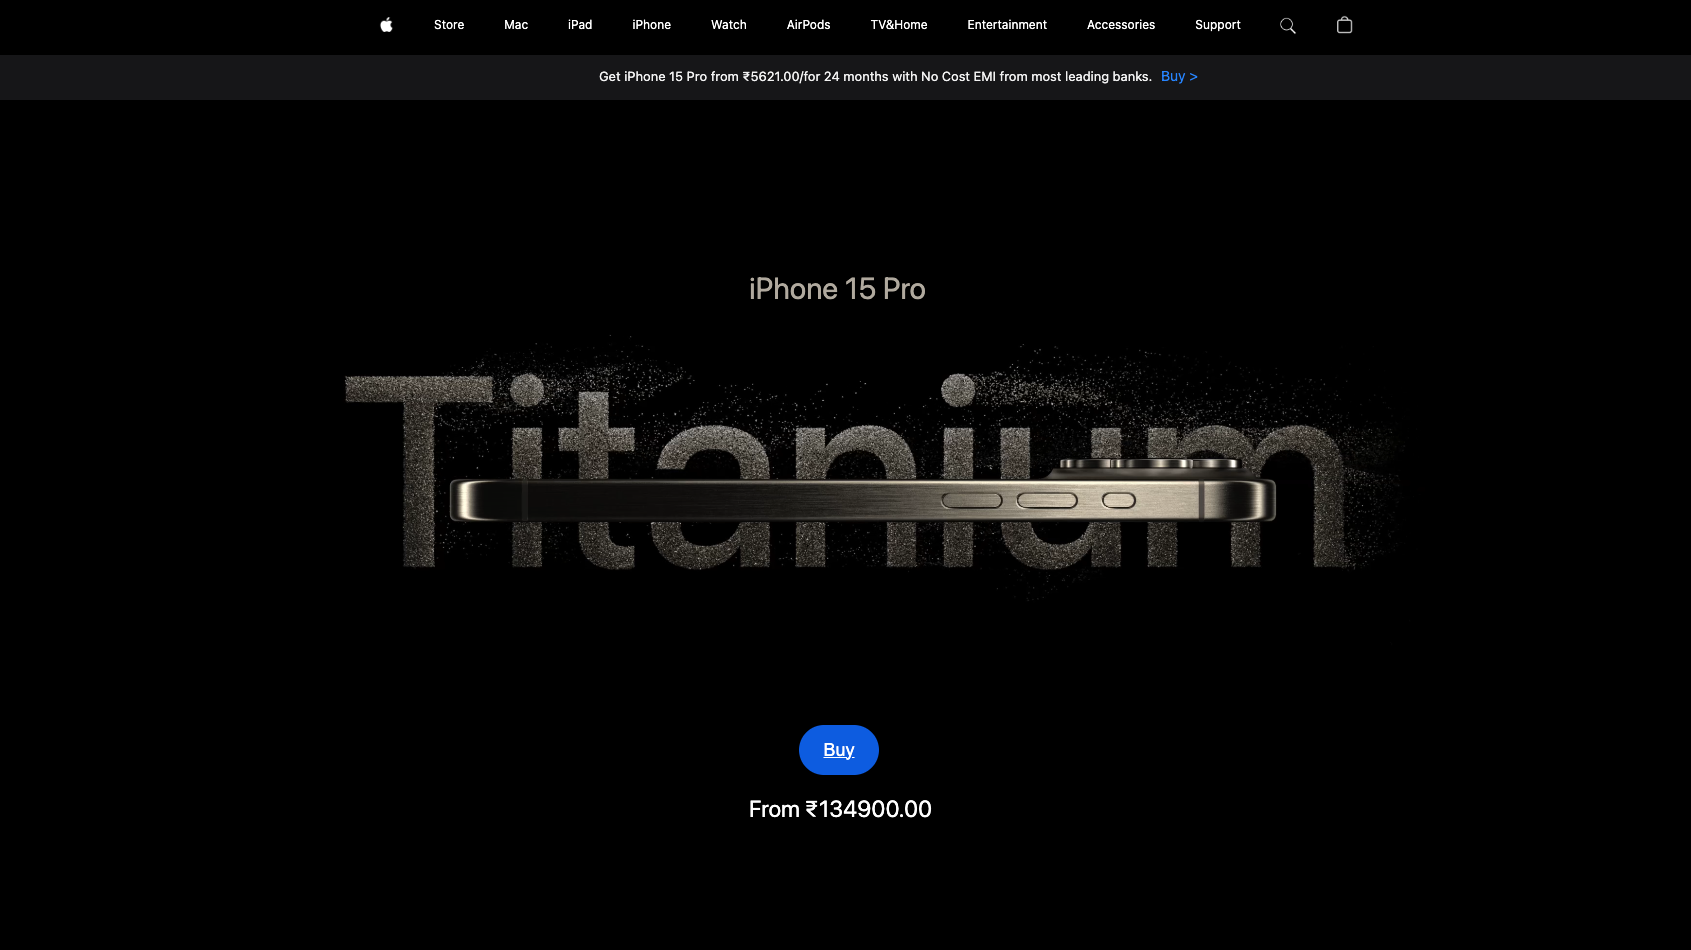 Store Mac iPad iPhone Watch AirPods TV&Home Entertainment Accessories Support
Get iPhone 15 Pro from ₹5621.00/for 24 months with No Cost EMI from most leading banks. Buy >
iPhone 15 Pro
Titanium
Buy
From ₹134900.00